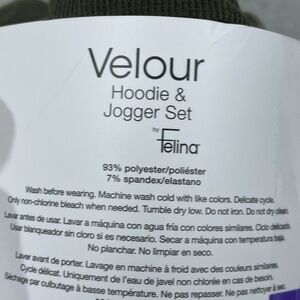 Velour
Hoodie &
Jogger Set
by Felina
93% polyester/poliéster
7% spandex/elastano
Wash before wearing. Machine wash cold with like colors. Delicate cycle.
Only non-chlorine bleach when needed. Tumble dry low. Do not iron. Do not dry clean.
Lavar antes de usar. Lavar a máquina con agua fría con colores similares. Ciclo delicado.
Usar blanqueador sin cloro si es necesario. Secar a máquina con temperatura baja.
No planchar. No limpiar en seco.
Laver avant de porter. Lavage en machine à froid avec des couleurs similaires.
Cycle délicat. Uniquement de l'eau de javel non chlorée en cas de besoin.
Séchage par culbutage à basse température. Ne pas repasser. Ne pas nettoyer